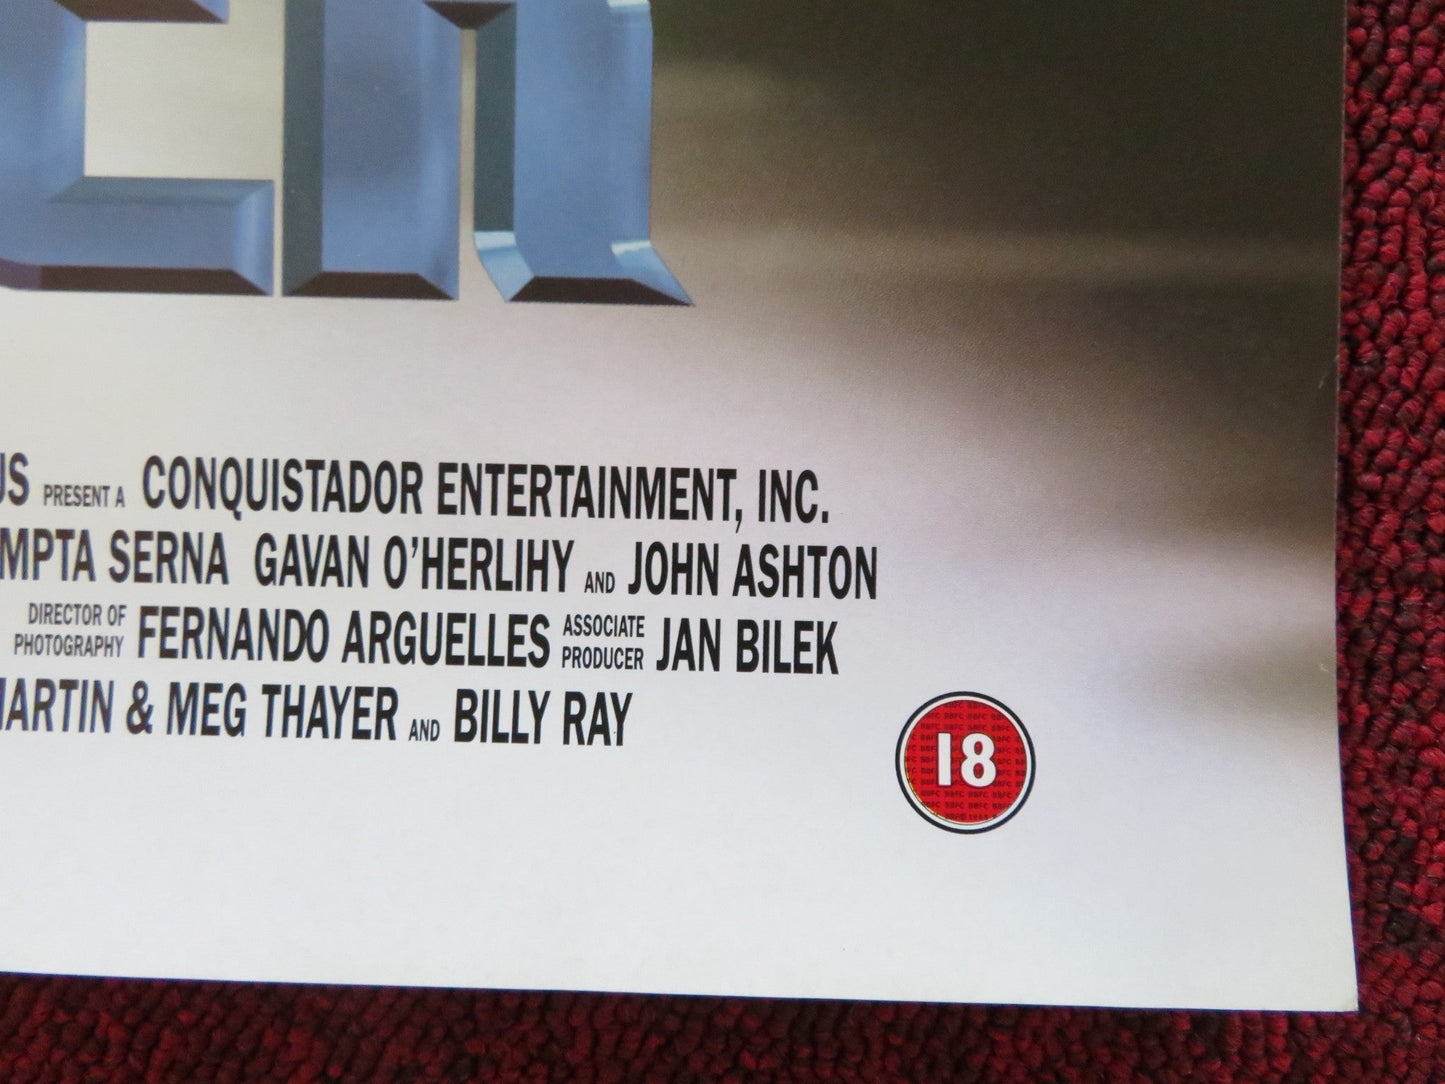 en
US PRESENT A CONQUISTADOR ENTERTAINMENT, INC.
MPTA SERNA GAVAN O'HERLIHY AND JOHN ASHTON
DIRECTOR OF PHOTOGRAPHY FERNANDO ARGUELLES ASSOCIATE PRODUCER JAN BILEK
MARTIN & MEG THAYER AND BILLY RAY
18